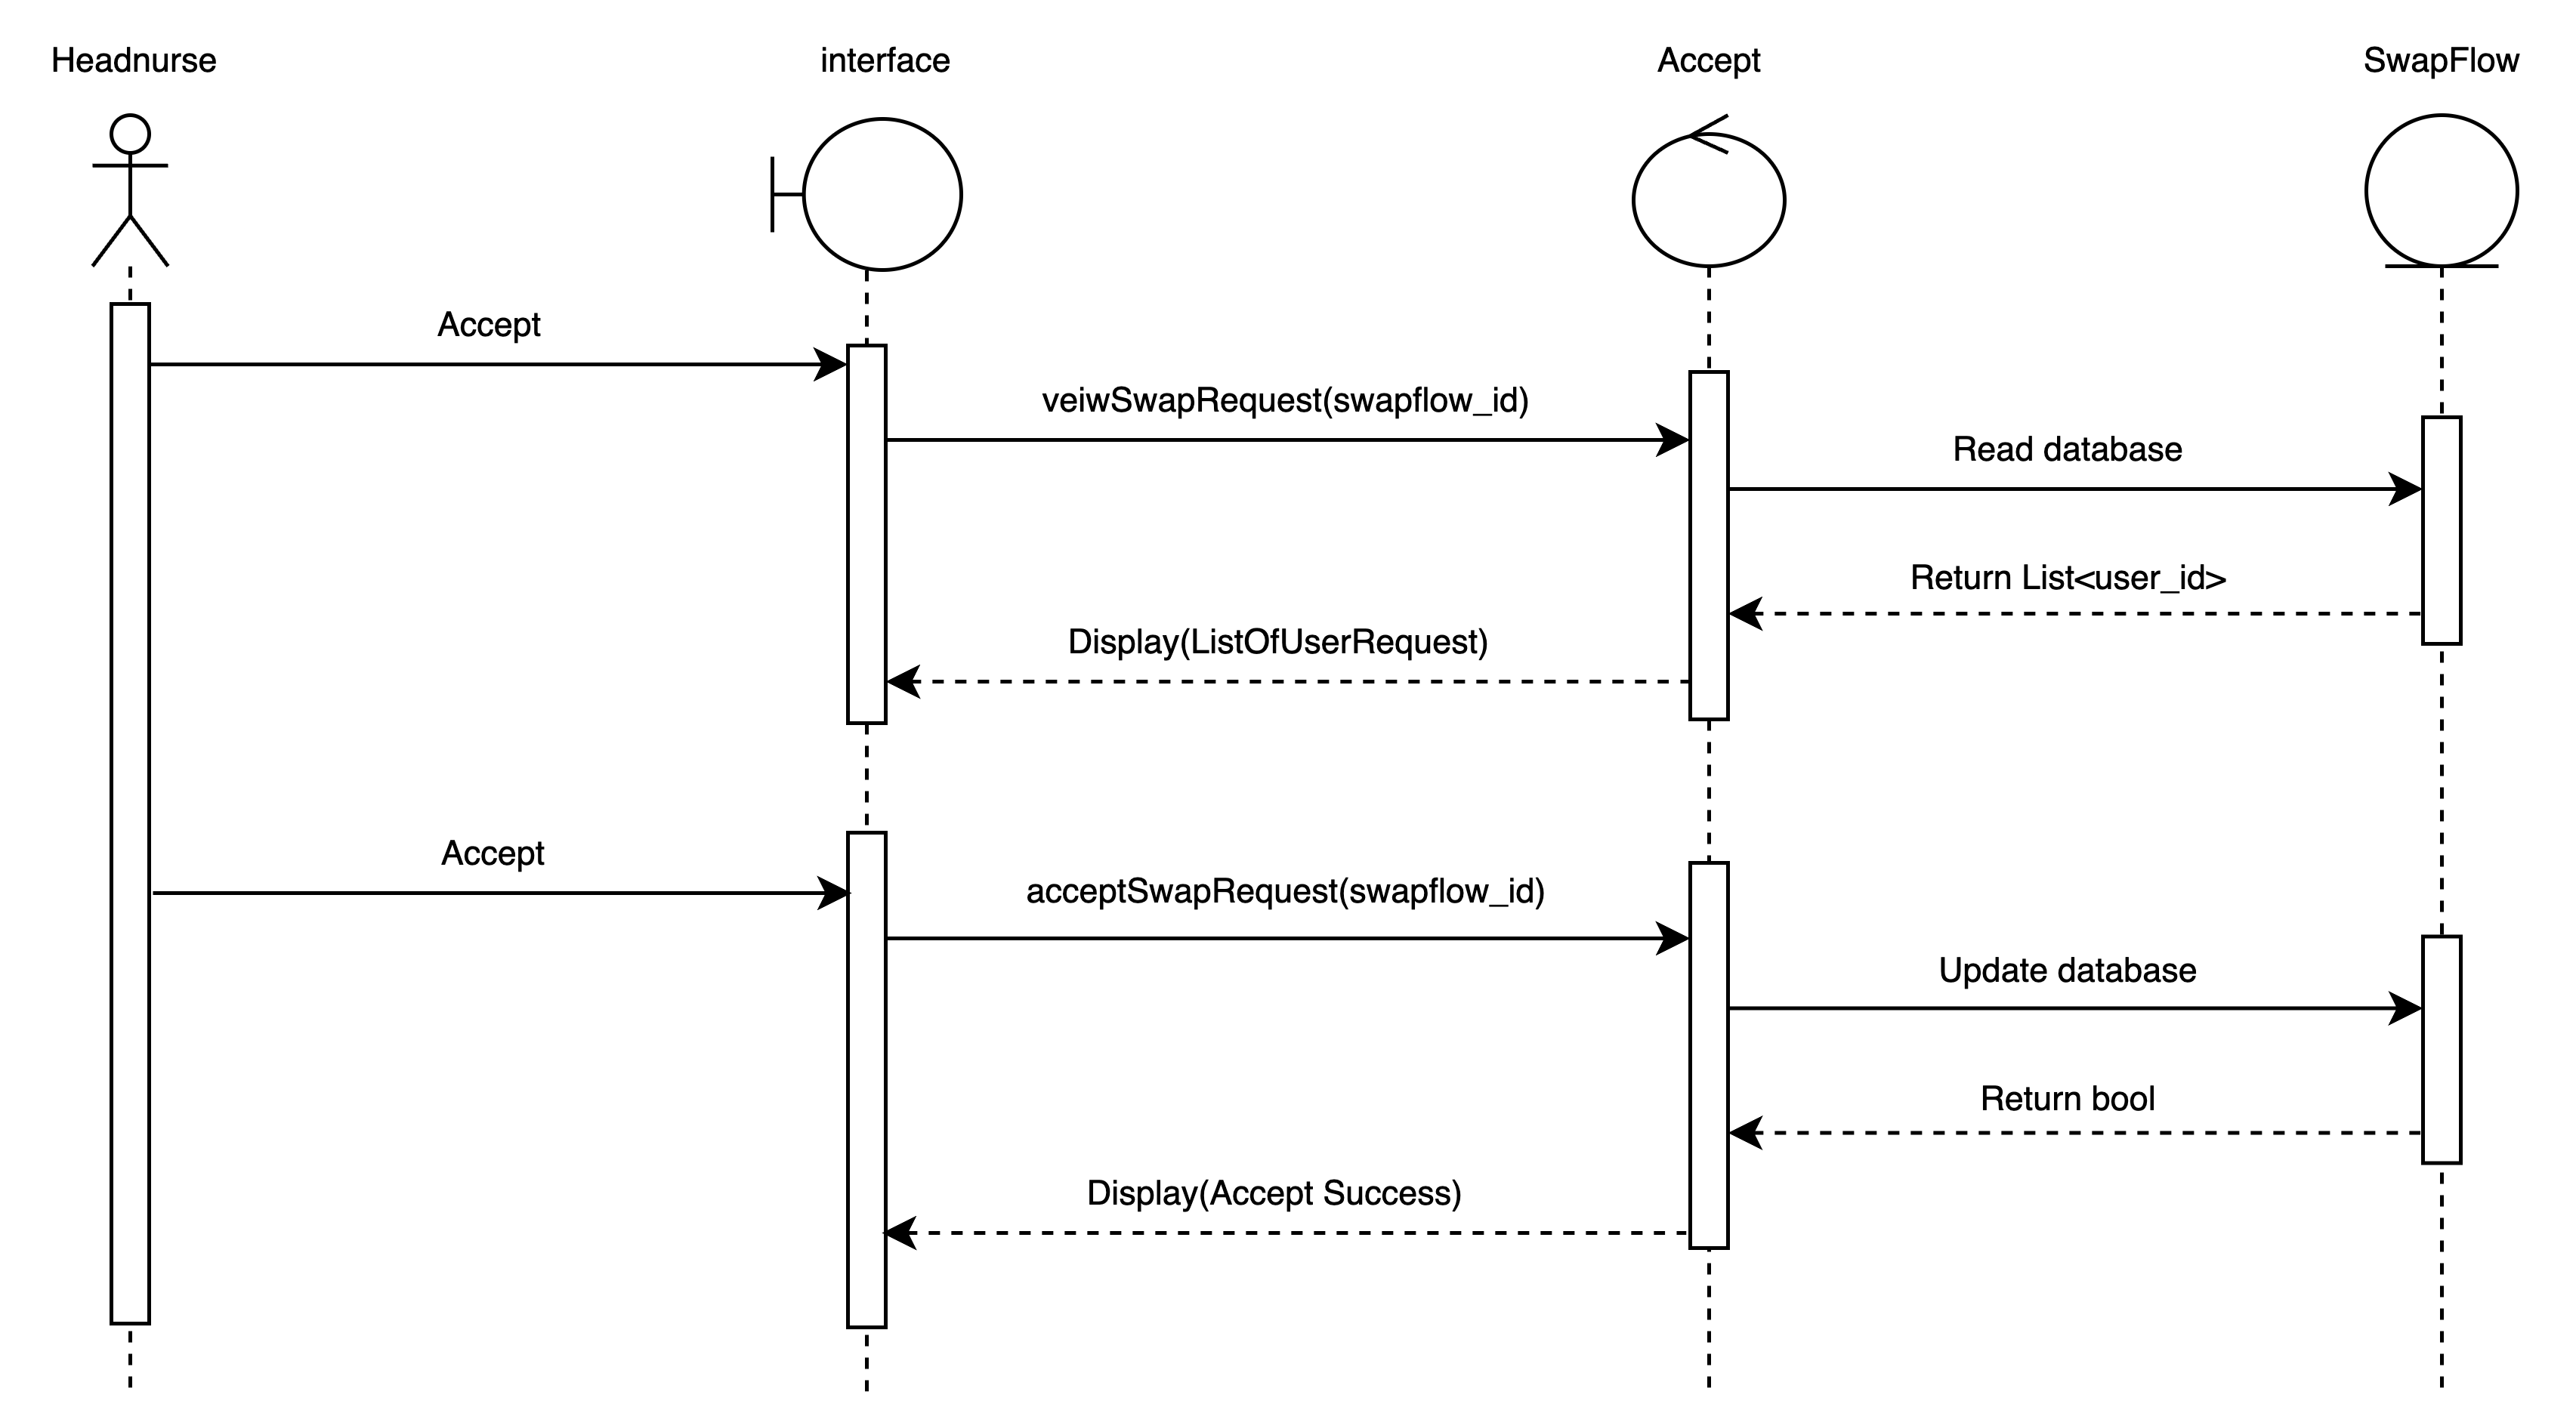 Headnurse
interface
Accept
SwapFlow
Accept
veiwSwapRequest(swapflow_id)
Read database
Return List<user_id>
Display(ListOfUserRequest)
Accept
acceptSwapRequest(swapflow_id)
Update database
Return bool
Display(Accept Success)